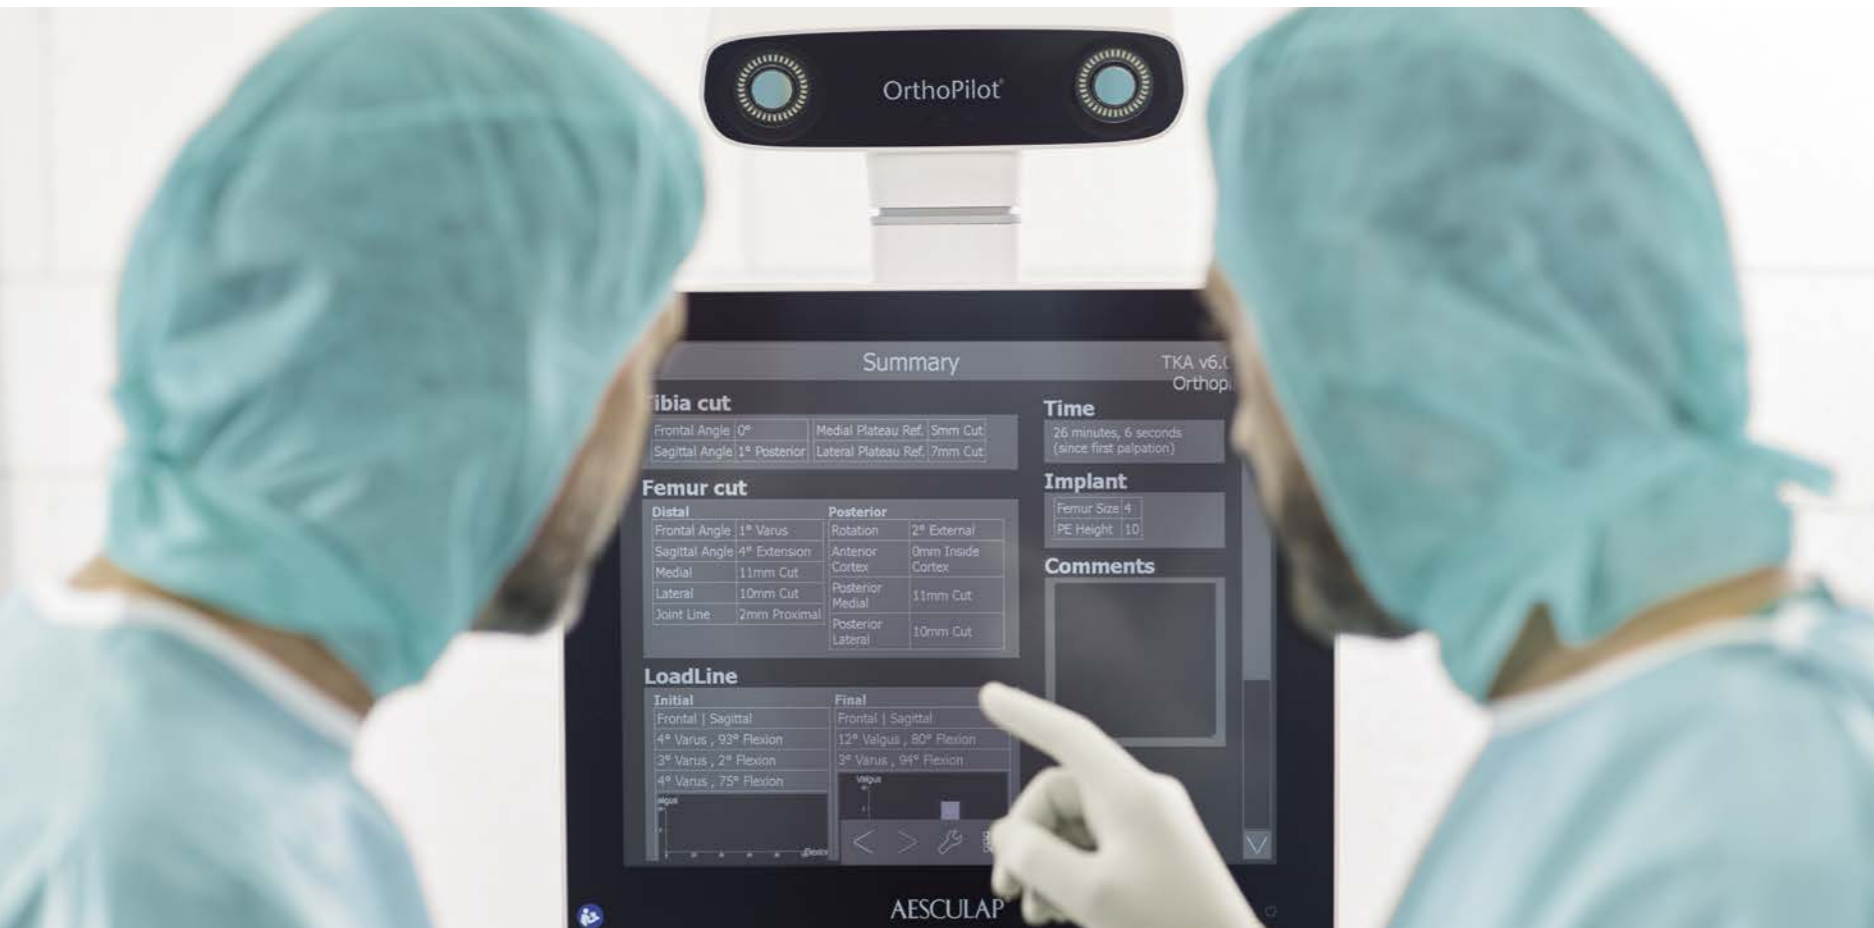 OrthoPilot®
Summary
TKA v6.
Orthopi
ibia cut
Frontal Angle 0° Medial Plateau Ref. 5mm Cut
Sagittal Angle 1° Posterior Lateral Plateau Ref. 7mm Cut
Time
26 minutes, 6 seconds
(since first palpation)
Femur cut
Distal
Frontal Angle 1° Varus
Sagittal Angle 4° Extension
Medial 11mm Cut
Lateral 10mm Cut
Joint Line 2mm Proximal
Posterior
Rotation 2° External
Anterior Cortex 0mm Inside Cortex
Posterior Medial 11mm Cut
Posterior Lateral 10mm Cut
Implant
Femur Size 4
PE Height 10
Comments
LoadLine
Initial
Frontal | Sagittal
4° Varus , 93° Flexion
3° Varus , 2° Flexion
4° Varus , 75° Flexion
Final
Frontal | Sagittal
12° Valgus , 80° Flexion
3° Varus , 94° Flexion
algus
Valgus
AESCULAP